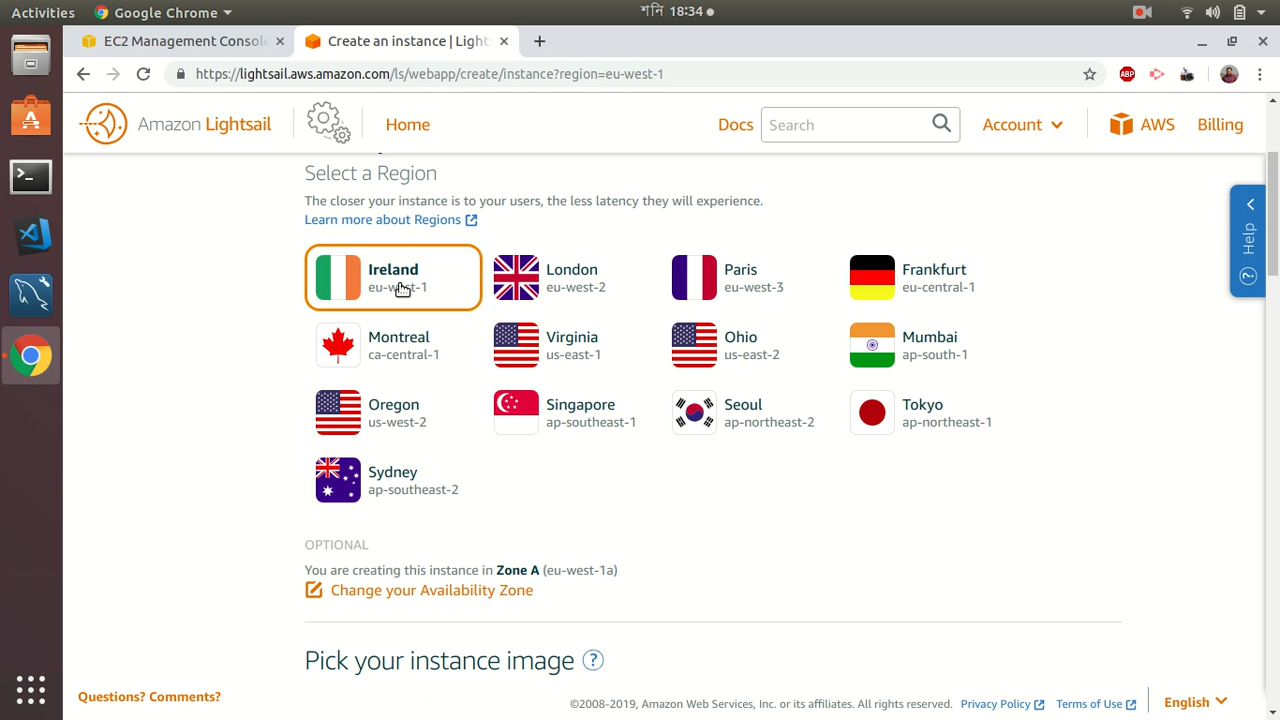 Activities Google Chrome শনি 18:34
EC2 Management Consol Create an instance | Light
https://lightsail.aws.amazon.com/ls/webapp/create/instance?region=eu-west-1 ABP
Amazon Lightsail Home Docs Search Account AWS Billing
Select a Region
The closer your instance is to your users, the less latency they will experience.
Learn more about Regions
Help
Ireland London Paris Frankfurt
eu-west-1 eu-west-2 eu-west-3 eu-central-1
Montreal Virginia Ohio Mumbai
ca-central-1 us-east-1 us-east-2 ap-south-1
Oregon Singapore Seoul Tokyo
us-west-2 ap-southeast-1 ap-northeast-2 ap-northeast-1
Sydney
ap-southeast-2
OPTIONAL
You are creating this instance in Zone A (eu-west-1a)
Change your Availability Zone
Pick your instance image ?
Questions? Comments? ©2008-2019, Amazon Web Services, Inc. or its affiliates. All rights reserved. Privacy Policy Terms of Use English